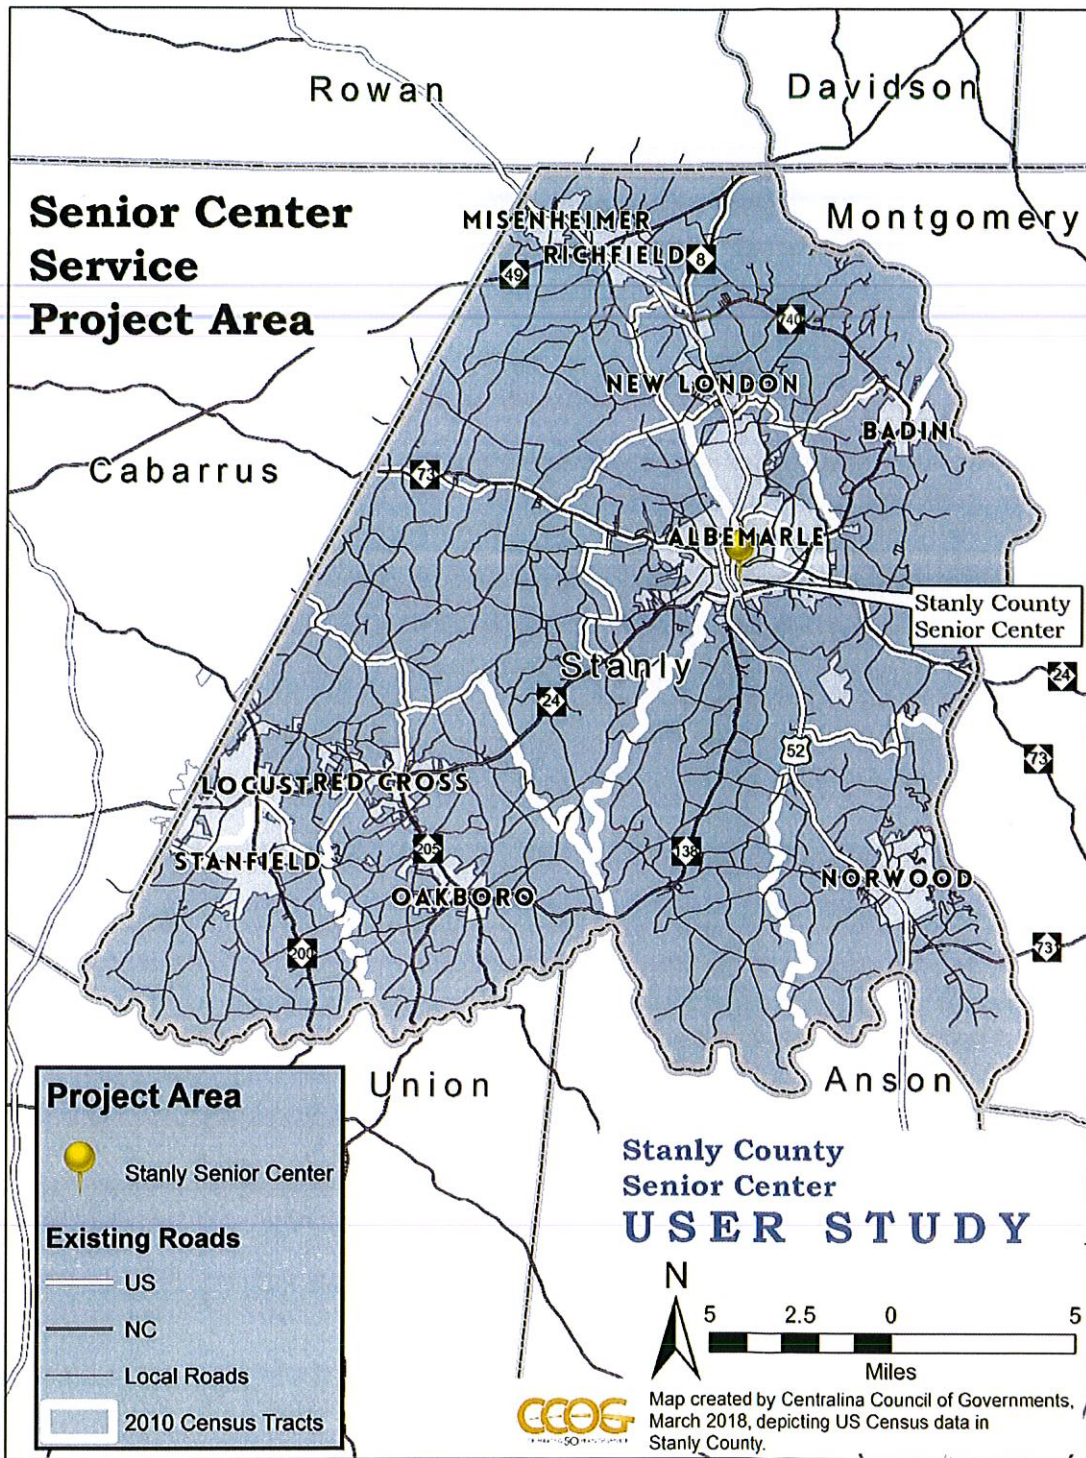 Rowan
Davidson
Senior Center
Service
Project Area
MISENHEIMER
Montgomery
RICHFIELD
8
49
740
NEW LONDON
BADIN
Cabarrus
73
ALBEMARLE
Stanly County
Senior Center
Stanly
24
24
52
73
LOCUST
RED CROSS
STANFIELD
205
138
OAKBORO
NORWOOD
200
731
Union
Anson
Project Area
Stanly Senior Center
Existing Roads
US
NC
Local Roads
2010 Census Tracts
Stanly County
Senior Center
USER STUDY
N
5 2.5 0 5
Miles
CCOG
50
Map created by Centralina Council of Governments,
March 2018, depicting US Census data in
Stanly County.